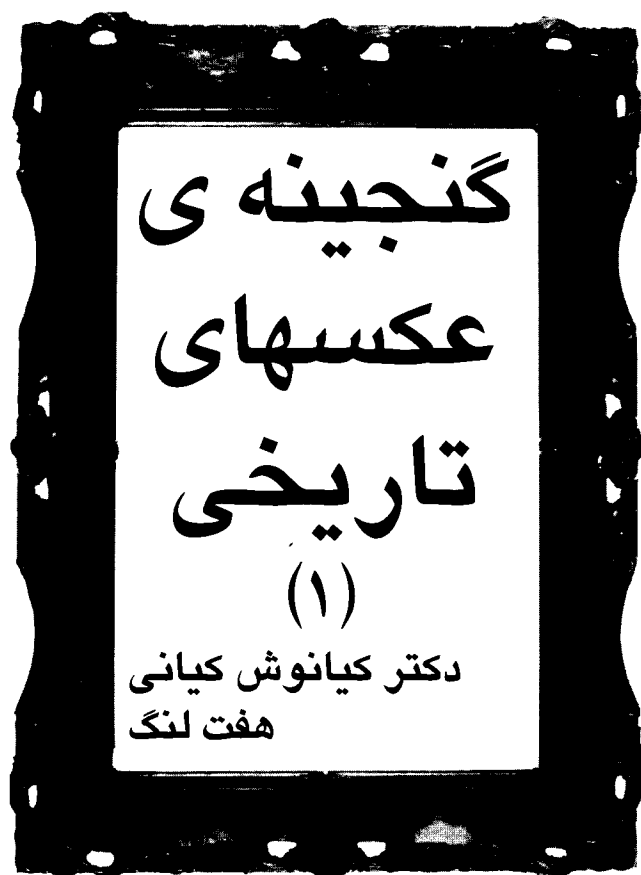 گنجینه ی
عکسهای
تاریخی
(۱)
دکتر کیانوش کیانی
هفت لنگ